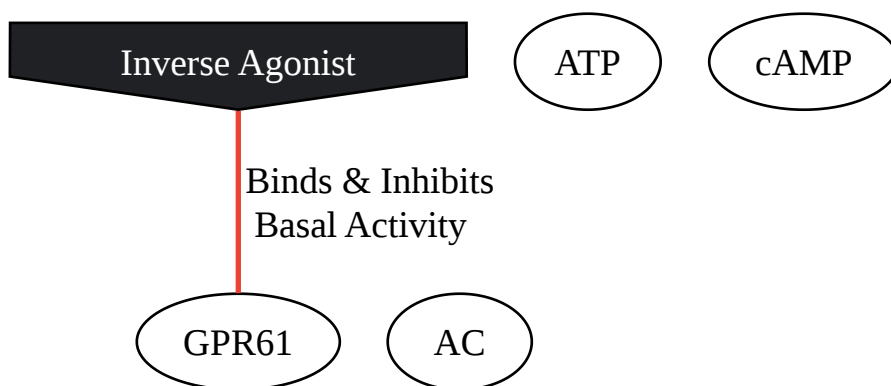 Inverse Agonist
ATP
cAMP
Binds & Inhibits
Basal Activity
GPR61
AC